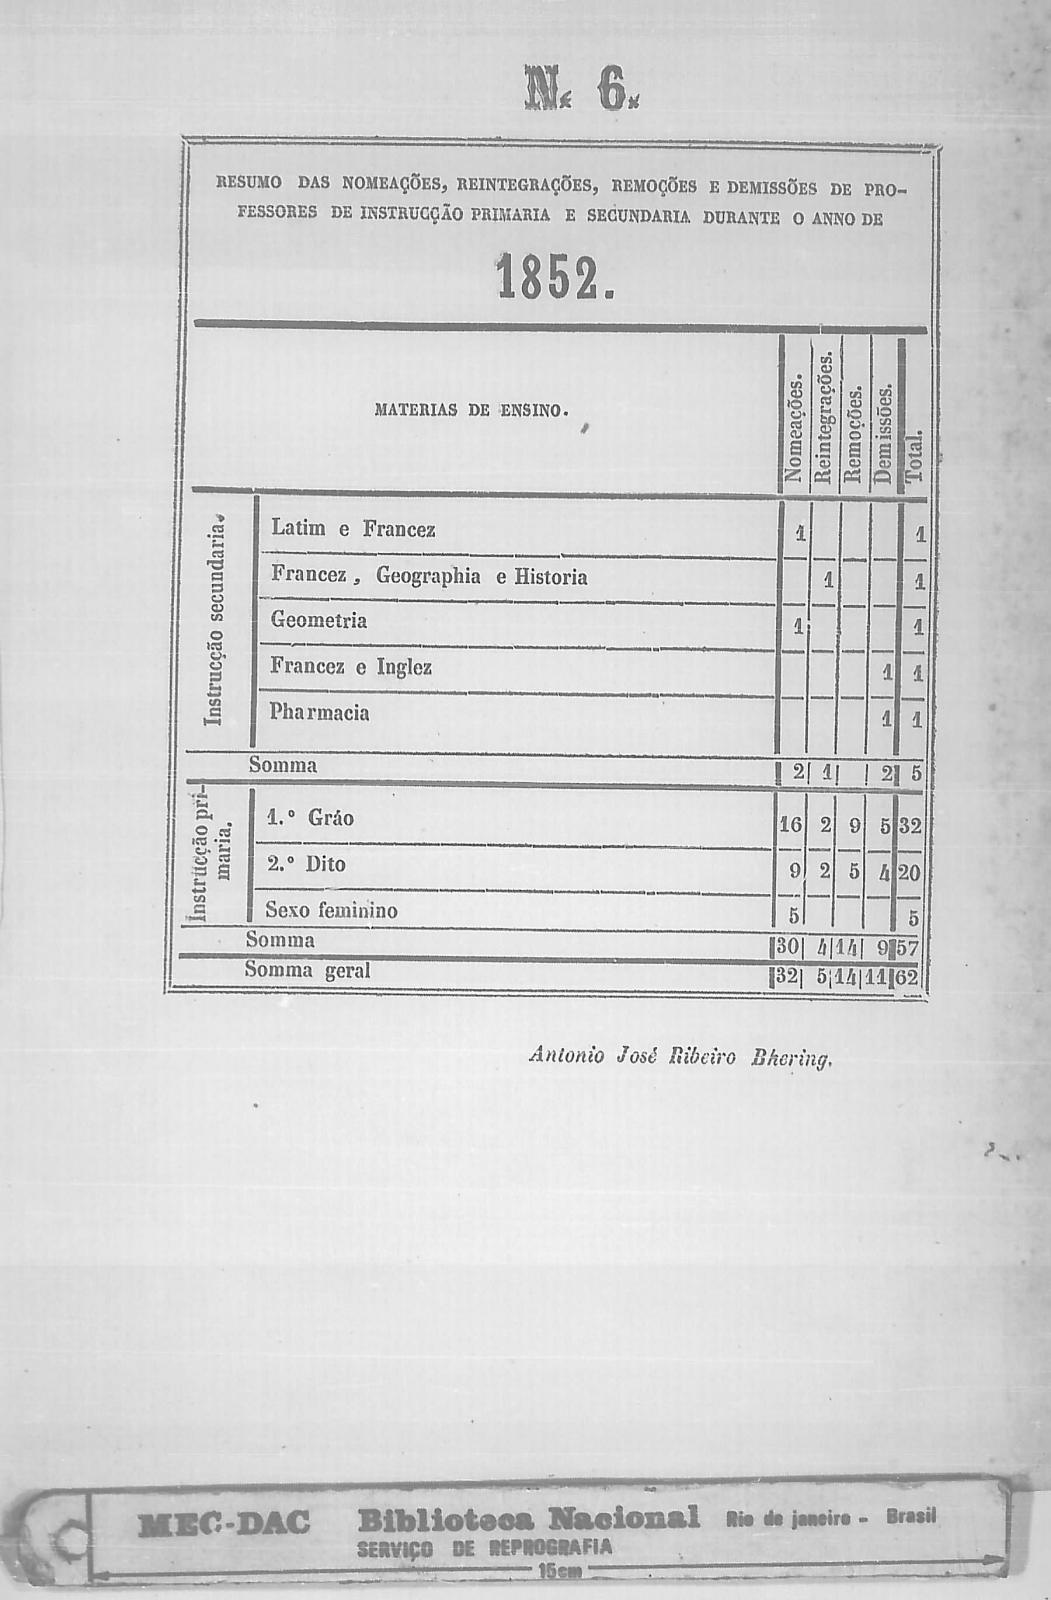 N. 6.
RESUMO DAS NOMEAÇÕES, REINTEGRAÇÕES, REMOÇÕES E DEMISSÕES DE PRO-
FESSORES DE INSTRUCÇÃO PRIMARIA E SECUNDARIA DURANTE O ANNO DE
1852.
MATERIAS DE ENSINO. Nomeações. Reintegrações. Remoções. Demissões. Total.
Instrucção secundaria.
Latim e Francez 1 1
Francez, Geographia e Historia 1 1
Geometria 1 1
Francez e Inglez 1 1
Pharmacia 1 1
Somma 2 1 2 5
Instrucção pri-
maria.
1.º Gráo 16 2 9 5 32
2.º Dito 9 2 5 4 20
Sexo feminino 5 5
Somma 30 4 14 9 57
Somma geral 32 5 14 11 62
Antonio José Ribeiro Bhering.
MEC-DAC Biblioteca Nacional Rio de janeiro - Brasil
SERVIÇO DE REPROGRAFIA
15cm